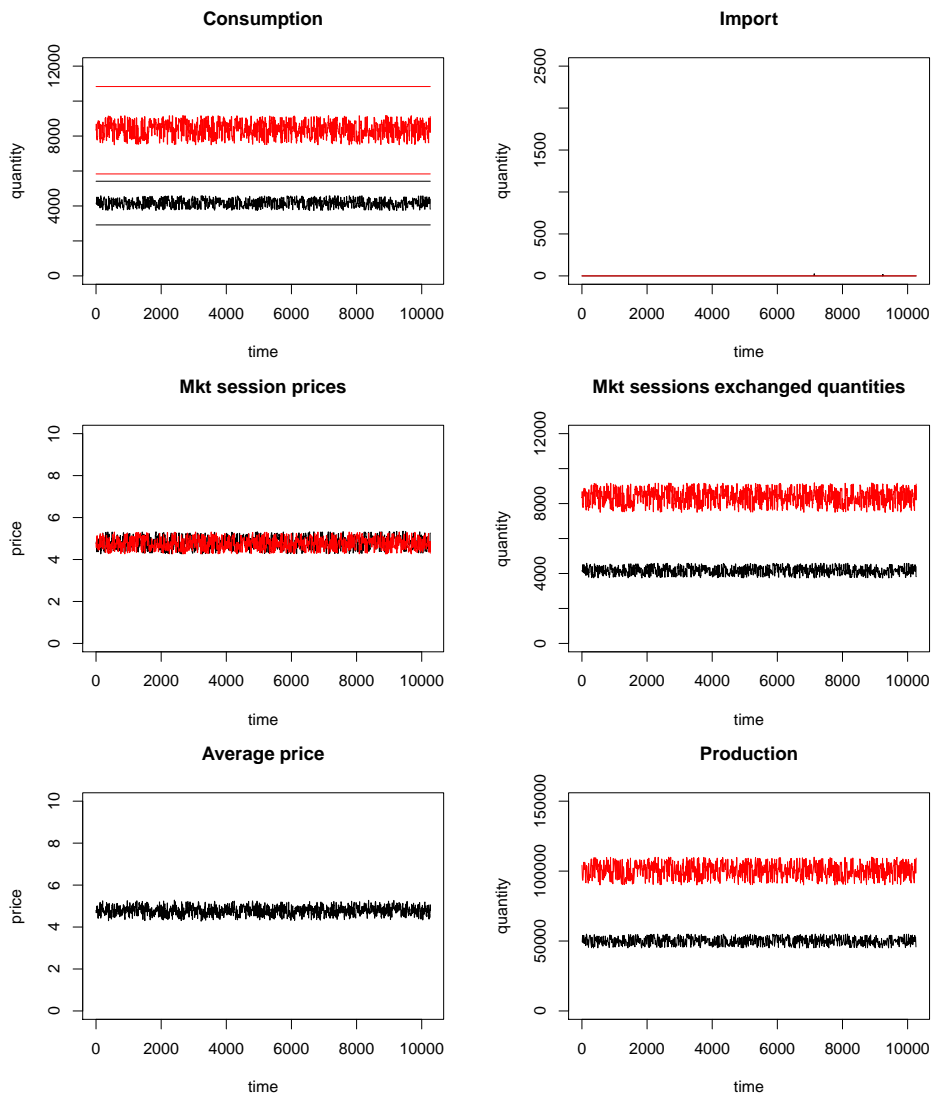 Consumption
quantity
0 4000 8000 12000
0 2000 4000 6000 8000 10000
time
Import
quantity
0 500 1500 2500
0 2000 4000 6000 8000 10000
time
Mkt session prices
price
0 2 4 6 8 10
0 2000 4000 6000 8000 10000
time
Mkt sessions exchanged quantities
quantity
0 4000 8000 12000
0 2000 4000 6000 8000 10000
time
Average price
price
0 2 4 6 8 10
0 2000 4000 6000 8000 10000
time
Production
quantity
0 50000 100000 150000
0 2000 4000 6000 8000 10000
time